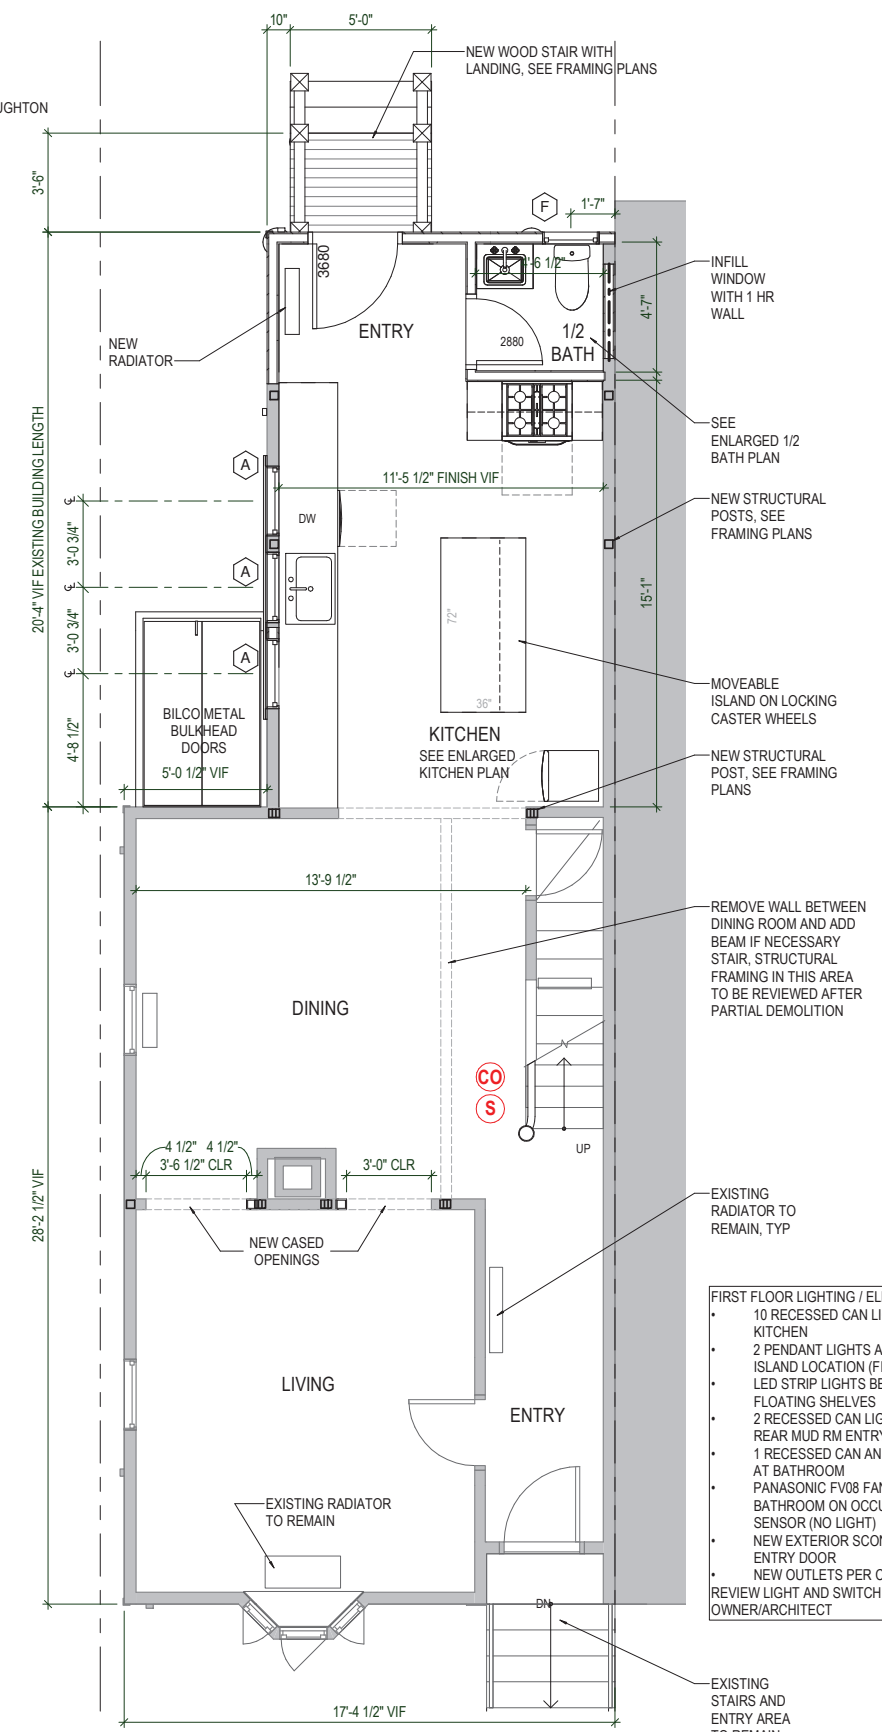 10"
5'-0"
NEW WOOD STAIR WITH
LANDING, SEE FRAMING PLANS
UGHTON
3'-6"
F
1'-7"
3680
4'-6 1/2"
INFILL
WINDOW
WITH 1 HR
WALL
4'-7"
ENTRY
1/2
BATH
2880
NEW
RADIATOR
SEE
ENLARGED 1/2
BATH PLAN
20'-4" VIF EXISTING BUILDING LENGTH
A
11'-5 1/2" FINISH VIF
NEW STRUCTURAL
POSTS, SEE
FRAMING PLANS
DW
3'-0 3/4"
A
15'-1"
72"
3'-0 3/4"
A
36"
MOVEABLE
ISLAND ON LOCKING
CASTER WHEELS
BILCO METAL
BULKHEAD
DOORS
4'-8 1/2"
5'-0 1/2" VIF
KITCHEN
SEE ENLARGED
KITCHEN PLAN
NEW STRUCTURAL
POST, SEE FRAMING
PLANS
13'-9 1/2"
REMOVE WALL BETWEEN
DINING ROOM AND ADD
BEAM IF NECESSARY
STAIR, STRUCTURAL
FRAMING IN THIS AREA
TO BE REVIEWED AFTER
PARTIAL DEMOLITION
DINING
CO
S
UP
4 1/2" 4 1/2"
3'-6 1/2" CLR
3'-0" CLR
28'-2 1/2" VIF
NEW CASED
OPENINGS
EXISTING
RADIATOR TO
REMAIN, TYP
LIVING
ENTRY
FIRST FLOOR LIGHTING / EL
• 10 RECESSED CAN LI
KITCHEN
• 2 PENDANT LIGHTS A
ISLAND LOCATION (F
• LED STRIP LIGHTS BE
FLOATING SHELVES
• 2 RECESSED CAN LIG
REAR MUD RM ENTRY
• 1 RECESSED CAN AN
AT BATHROOM
• PANASONIC FV08 FAN
BATHROOM ON OCCU
SENSOR (NO LIGHT)
• NEW EXTERIOR SCON
ENTRY DOOR
• NEW OUTLETS PER C
REVIEW LIGHT AND SWITCH
OWNER/ARCHITECT
EXISTING RADIATOR
TO REMAIN
DN
EXISTING
STAIRS AND
ENTRY AREA
TO REMAIN
17'-4 1/2" VIF